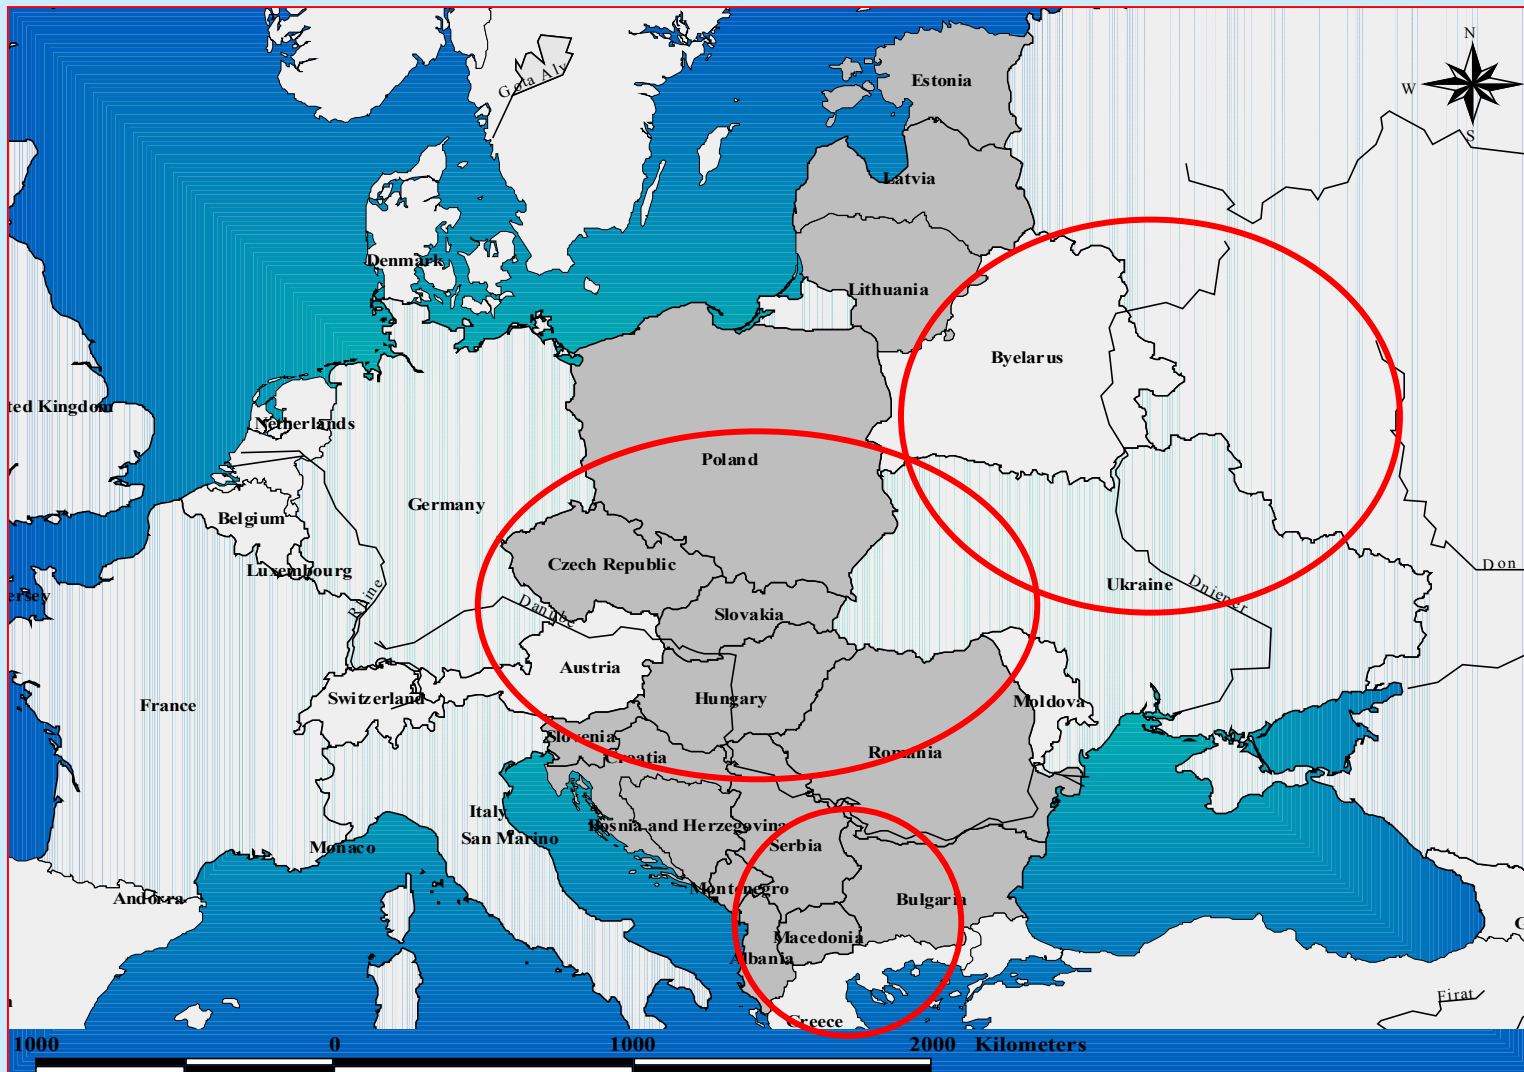 N
Gota Alv
Estonia
W
S
Latvia
Denmark
Lithuania
Byelarus
ted Kingdom
Netherlands
Poland
Germany
Belgium
Czech Republic
Luxembourg
Don
Ukraine
Dnieper
ersey
Rhine
Danube
Slovakia
Austria
Switzerland
Hungary
Moldova
France
Slovenia
Croatia
Romania
Italy
Bosnia and Herzegovina
San Marino
Serbia
Monaco
Montenegro
Andorra
Bulgaria
Macedonia
Albania
Firat
Greece
1000 0 1000 2000 Kilometers